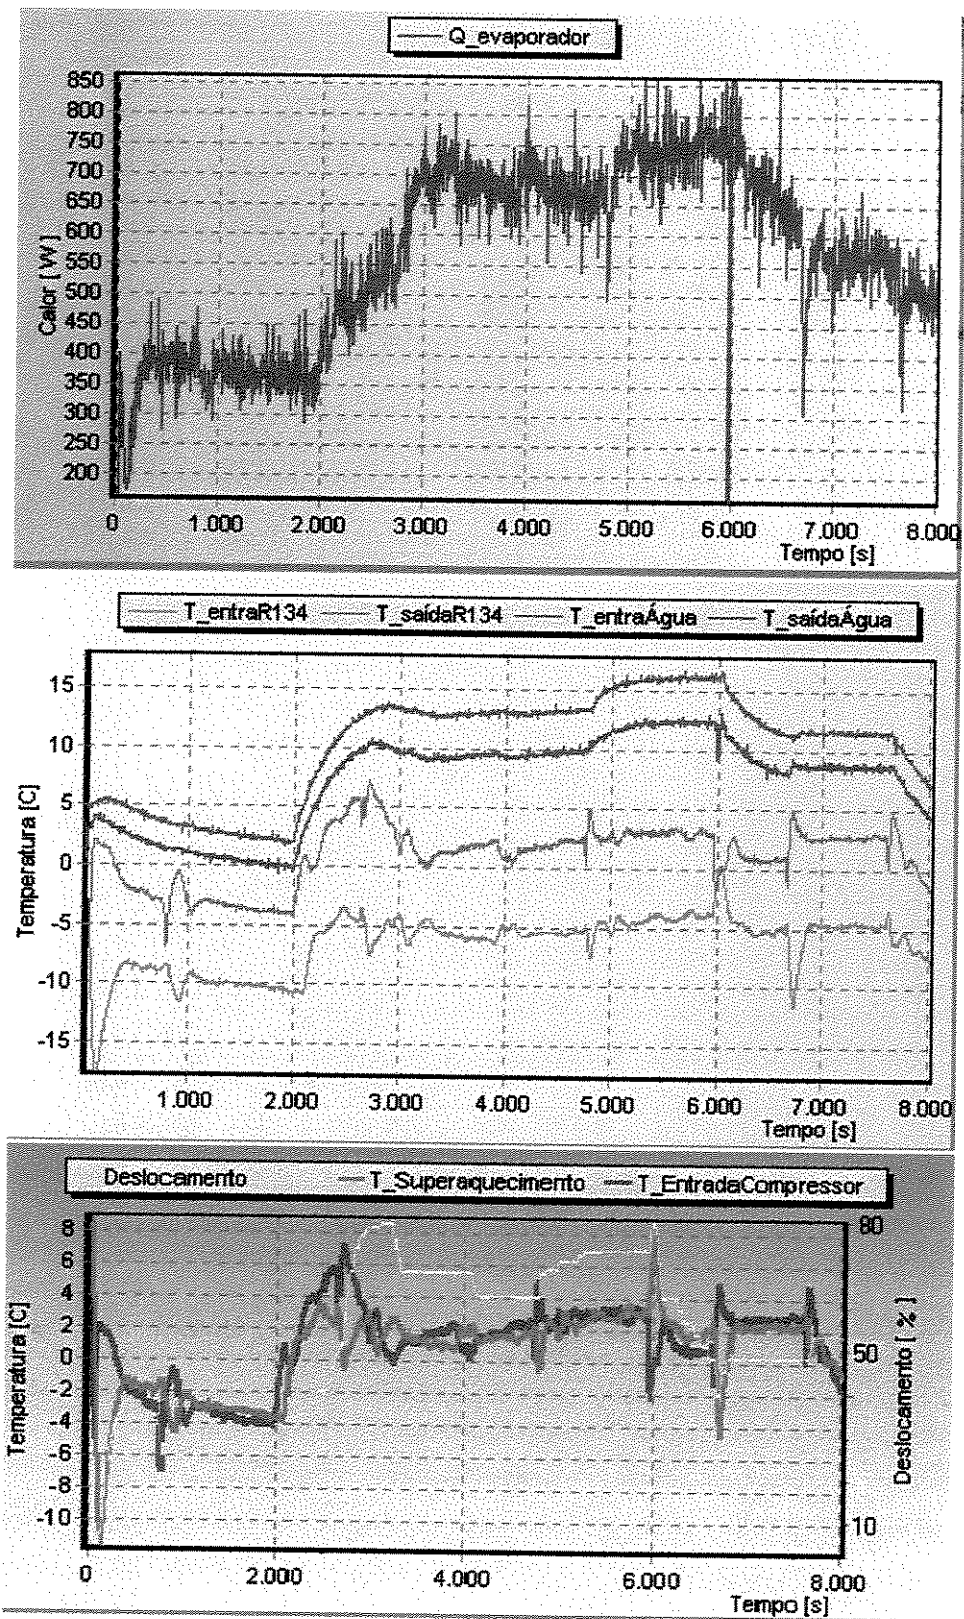 Q_evaporador
850
800
750
700
650
600
550
500
450
400
350
300
250
200
Calor [W]
0 1.000 2.000 3.000 4.000 5.000 6.000 7.000 8.000
Tempo [s]
T_entraR134 T_saídaR134 T_entraÁgua T_saídaÁgua
15
10
5
0
-5
-10
-15
Temperatura [C]
1.000 2.000 3.000 4.000 5.000 6.000 7.000 8.000
Tempo [s]
Deslocamento T_Superaquecimento T_EntradaCompressor
8
6
4
2
0
-2
-4
-6
-8
-10
Temperatura [C]
80
50
10
Deslocamento [ % ]
0 2.000 4.000 6.000 8.000
Tempo [s]